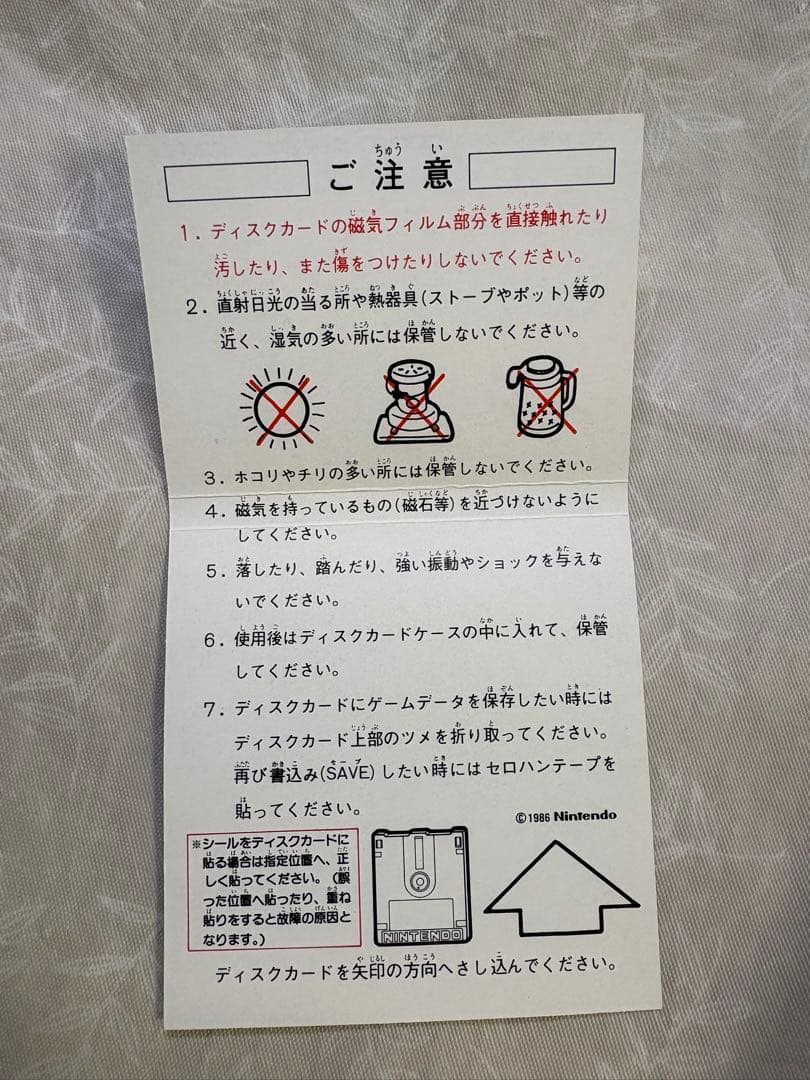 ご注意
1. ディスクカードの磁気フィルム部分を直接触れたり
汚したり、また傷をつけたりしないでください。
2. 直射日光の当る所や熱器具(ストーブやポット)等の
近く、湿気の多い所には保管しないでください。
3. ホコリやチリの多い所には保管しないでください。
4. 磁気を持っているもの(磁石等)を近づけないように
してください。
5. 落したり、踏んだり、強い振動やショックを与えな
いでください。
6. 使用後はディスクカードケースの中に入れて、保管
してください。
7. ディスクカードにゲームデータを保存したい時には
ディスクカード上部のツメを折り取ってください。
再び書込み(SAVE)したい時にはセロハンテープを
貼ってください。
©1986 Nintendo
※シールをディスクカードに
貼る場合は指定位置へ、正
しく貼ってください。(誤
った位置へ貼ったり、重ね
貼りをすると故障の原因と
なります。)
NINTENDO
ディスクカードを矢印の方向へさし込んでください。